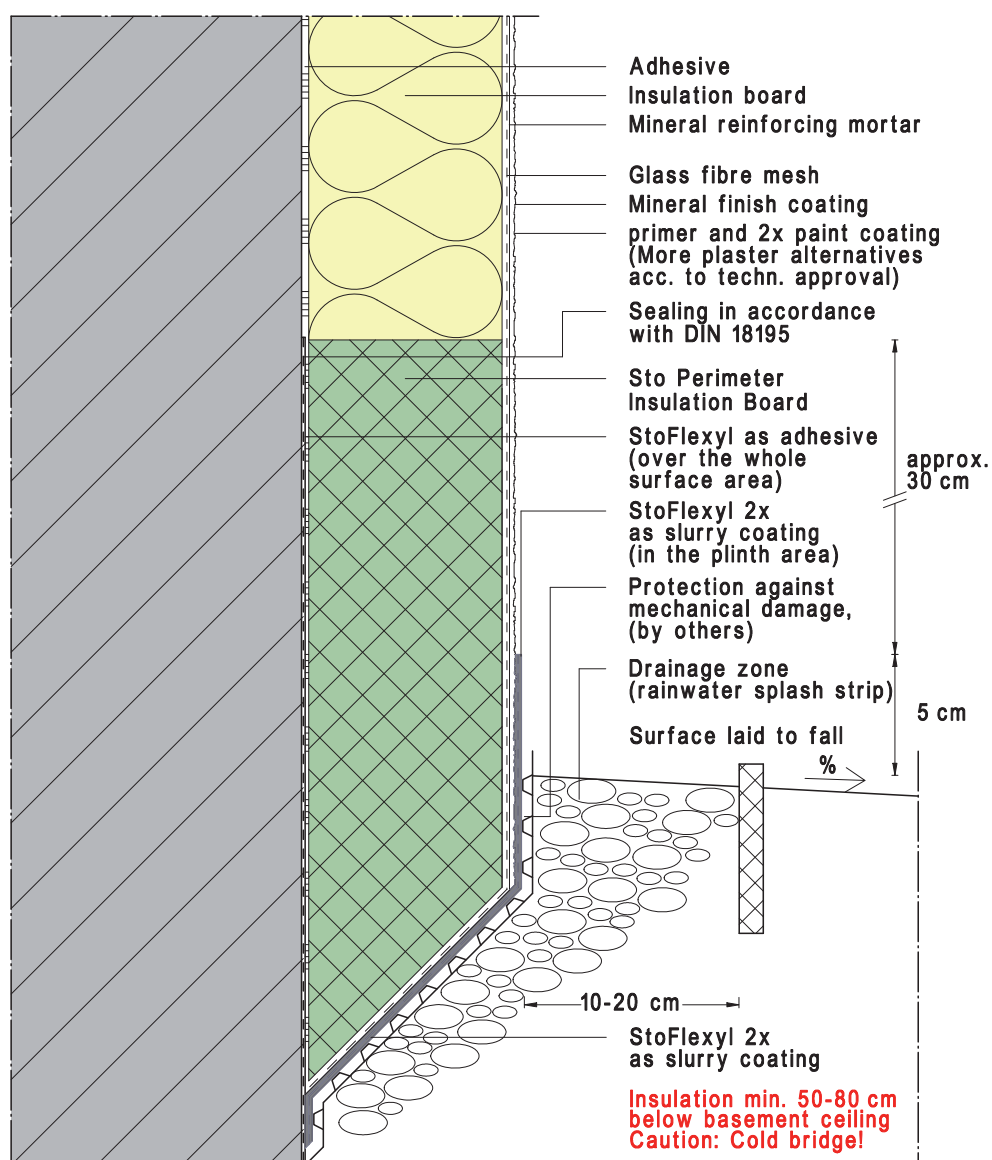 Adhesive
Insulation board
Mineral reinforcing mortar
Glass fibre mesh
Mineral finish coating
primer and 2x paint coating
(More plaster alternatives
acc. to techn. approval)
Sealing in accordance
with DIN 18195
Sto Perimeter
Insulation Board
StoFlexyl as adhesive
(over the whole
surface area)
approx.
30 cm
StoFlexyl 2x
as slurry coating
(in the plinth area)
Protection against
mechanical damage,
(by others)
Drainage zone
(rainwater splash strip)
5 cm
Surface laid to fall
%
10-20 cm
StoFlexyl 2x
as slurry coating
Insulation min. 50-80 cm
below basement ceiling
Caution: Cold bridge!